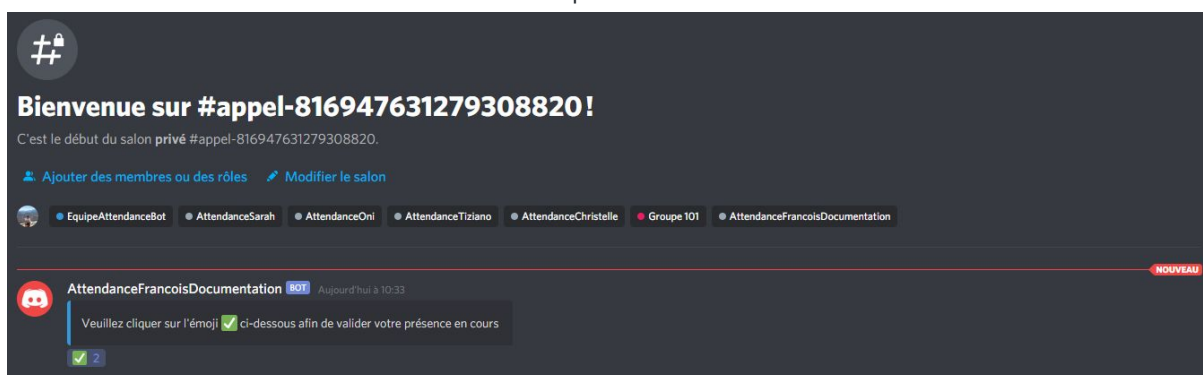 Bienvenue sur #appel-816947631279308820!
C'est le début du salon privé #appel-816947631279308820.
Ajouter des membres ou des rôles Modifier le salon
EquipeAttendanceBot AttendanceSarah AttendanceOni AttendanceTiziano AttendanceChristelle Groupe 101 AttendanceFrancoisDocumentation
NOUVEAU
AttendanceFrancoisDocumentation BOT Aujourd'hui à 10:33
Veuillez cliquer sur l'émoji ✅ ci-dessous afin de valider votre présence en cours
✅ 2